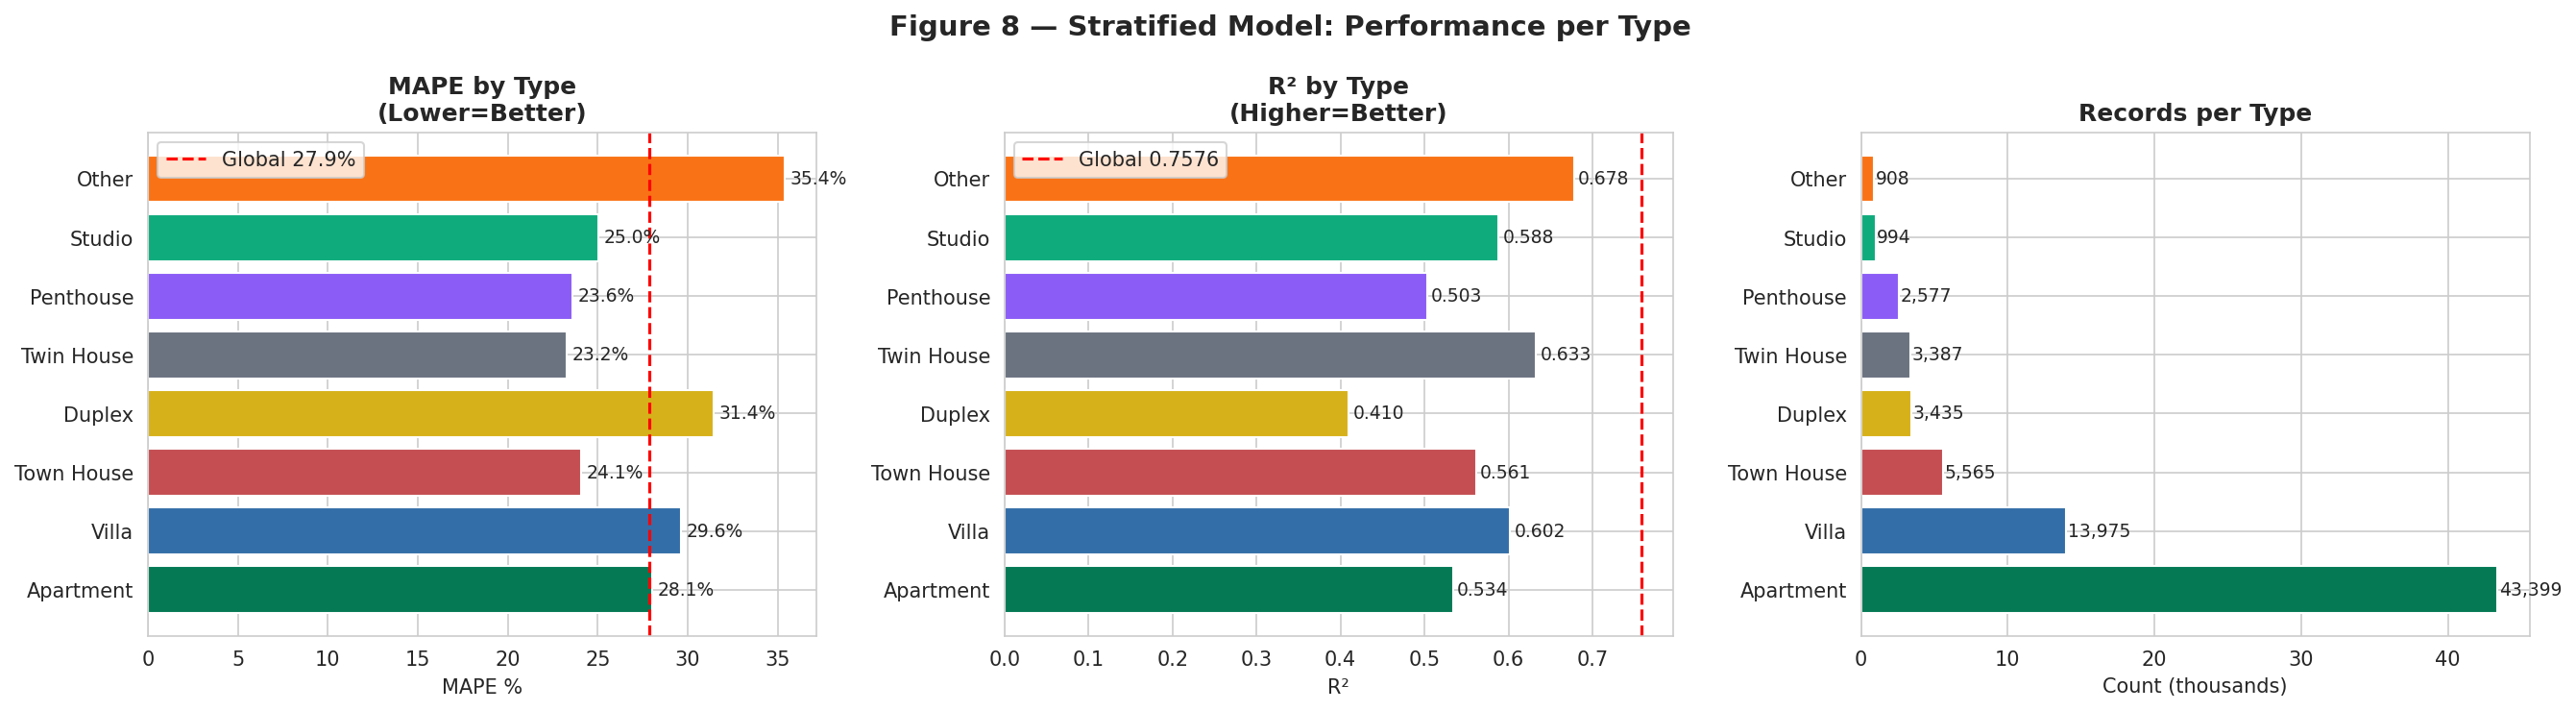 Figure 8 — Stratified Model: Performance per Type
MAPE by Type
(Lower=Better)
Global 27.9%
Other
35.4%
Studio
25.0%
Penthouse
23.6%
Twin House
23.2%
Duplex
31.4%
Town House
24.1%
Villa
29.6%
Apartment
28.1%
0 5 10 15 20 25 30 35
MAPE %
R² by Type
(Higher=Better)
Global 0.7576
Other
0.678
Studio
0.588
Penthouse
0.503
Twin House
0.633
Duplex
0.410
Town House
0.561
Villa
0.602
Apartment
0.534
0.0 0.1 0.2 0.3 0.4 0.5 0.6 0.7
R²
Records per Type
Other
908
Studio
994
Penthouse
2,577
Twin House
3,387
Duplex
3,435
Town House
5,565
Villa
13,975
Apartment
43,399
0 10 20 30 40
Count (thousands)